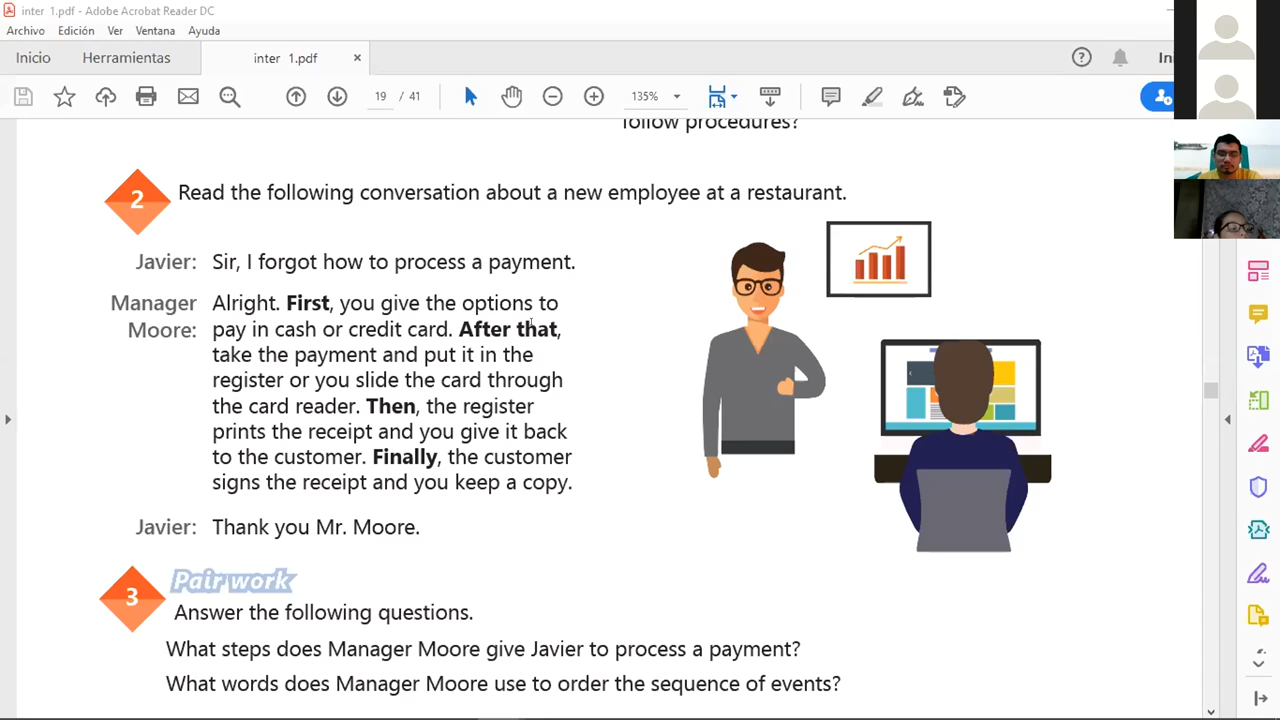 inter 1.pdf - Adobe Acrobat Reader DC
Archivo Edición Ver Ventana Ayuda
Inicio Herramientas inter 1.pdf ×
19 / 41 135%
follow procedures?
2 Read the following conversation about a new employee at a restaurant.
Javier: Sir, I forgot how to process a payment.
Manager Alright. First, you give the options to
Moore: pay in cash or credit card. After that,
take the payment and put it in the
register or you slide the card through
the card reader. Then, the register
prints the receipt and you give it back
to the customer. Finally, the customer
signs the receipt and you keep a copy.
Javier: Thank you Mr. Moore.
3 Pair work
Answer the following questions.
What steps does Manager Moore give Javier to process a payment?
What words does Manager Moore use to order the sequence of events?